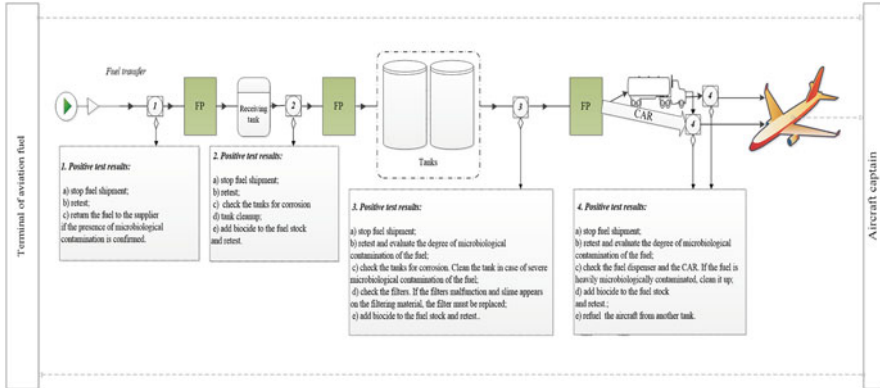 Terminal of aviation fuel
Fuel transfer
1
FP
Receiving
tank
2
FP
Tanks
3
FP
CAR
4
4
Aircraft captain
1. Positive test results:
a) stop fuel shipment;
b) retest;
c) return the fuel to the supplier
if the presence of microbiological
contamination is confirmed.
2. Positive test results:
a) stop fuel shipment;
b) retest;
c) check the tanks for corrosion
d) tank cleanup;
e) add biocide to the fuel stock
and retest.
3. Positive test results:
a) stop fuel shipment;
b) retest and evaluate the degree of microbiological
contamination of the fuel;
c) check the tanks for corrosion. Clean the tank in case of severe
microbiological contamination of the fuel;
d) check the filters. If the filters malfunction and slime appears
on the filtering material, the filter must be replaced;
e) add biocide to the fuel stock and retest..
4. Positive test results:
a) stop fuel shipment;
b) retest and evaluate the degree of microbiological
contamination of the fuel;
c) check the fuel dispenser and the CAR. If the fuel is
heavily microbiologically contaminated, clean it up;
d) add biocide to the fuel stock
and retest.;
e) refuel the aircraft from another tank.